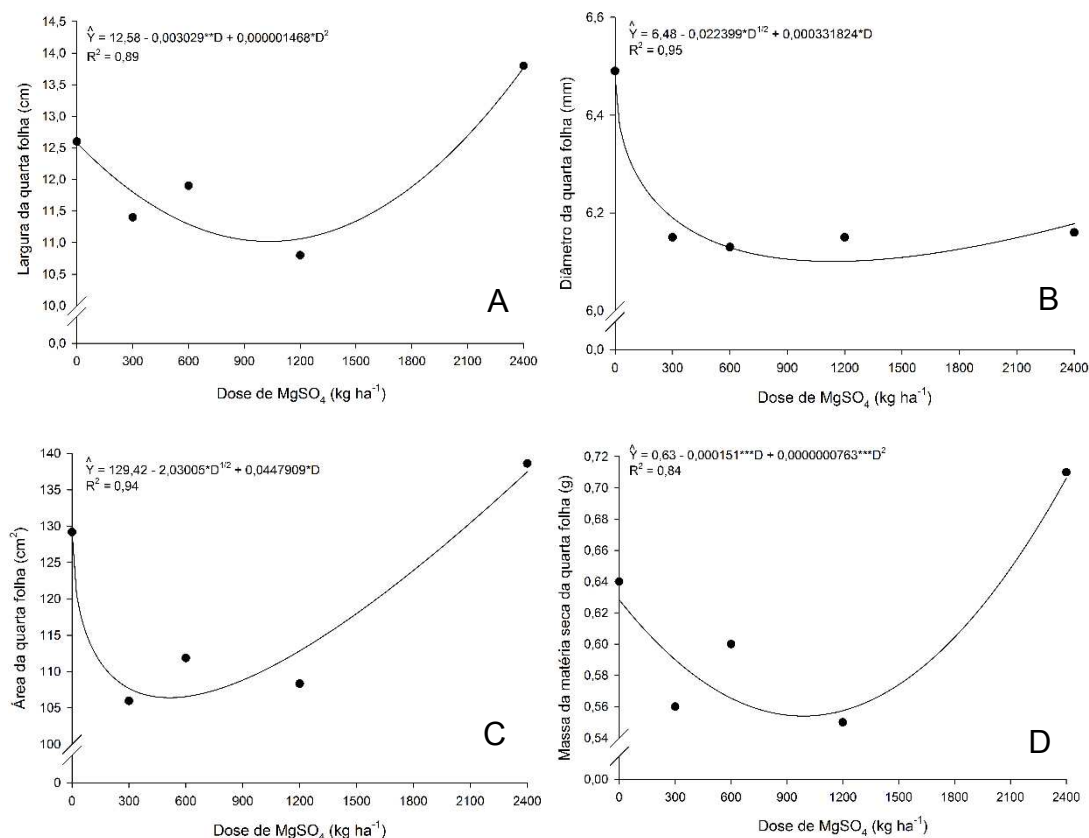 Ŷ = 12,58 - 0,003029**D + 0,000001468*D²
R² = 0,89
Largura da quarta folha (cm)
14,5
14,0
13,5
13,0
12,5
12,0
11,5
11,0
10,5
10,0
0,0
A
0 300 600 900 1200 1500 1800 2100 2400
Dose de MgSO₄ (kg ha⁻¹)
Ŷ = 6,48 - 0,022399*D^1/2 + 0,000331824*D
R² = 0,95
Diâmetro da quarta folha (mm)
6,6
6,4
6,2
6,0
0,0
B
0 300 600 900 1200 1500 1800 2100 2400
Dose de MgSO₄ (kg ha⁻¹)
Ŷ = 129,42 - 2,03005*D^1/2 + 0,0447909*D
R² = 0,94
Área da quarta folha (cm²)
140
135
130
125
120
115
110
105
100
0
C
0 300 600 900 1200 1500 1800 2100 2400
Dose de MgSO₄ (kg ha⁻¹)
Ŷ = 0,63 - 0,000151***D + 0,0000000763***D²
R² = 0,84
Massa da matéria seca da quarta folha (g)
0,72
0,70
0,68
0,66
0,64
0,62
0,60
0,58
0,56
0,54
0,00
D
0 300 600 900 1200 1500 1800 2100 2400
Dose de MgSO₄ (kg ha⁻¹)